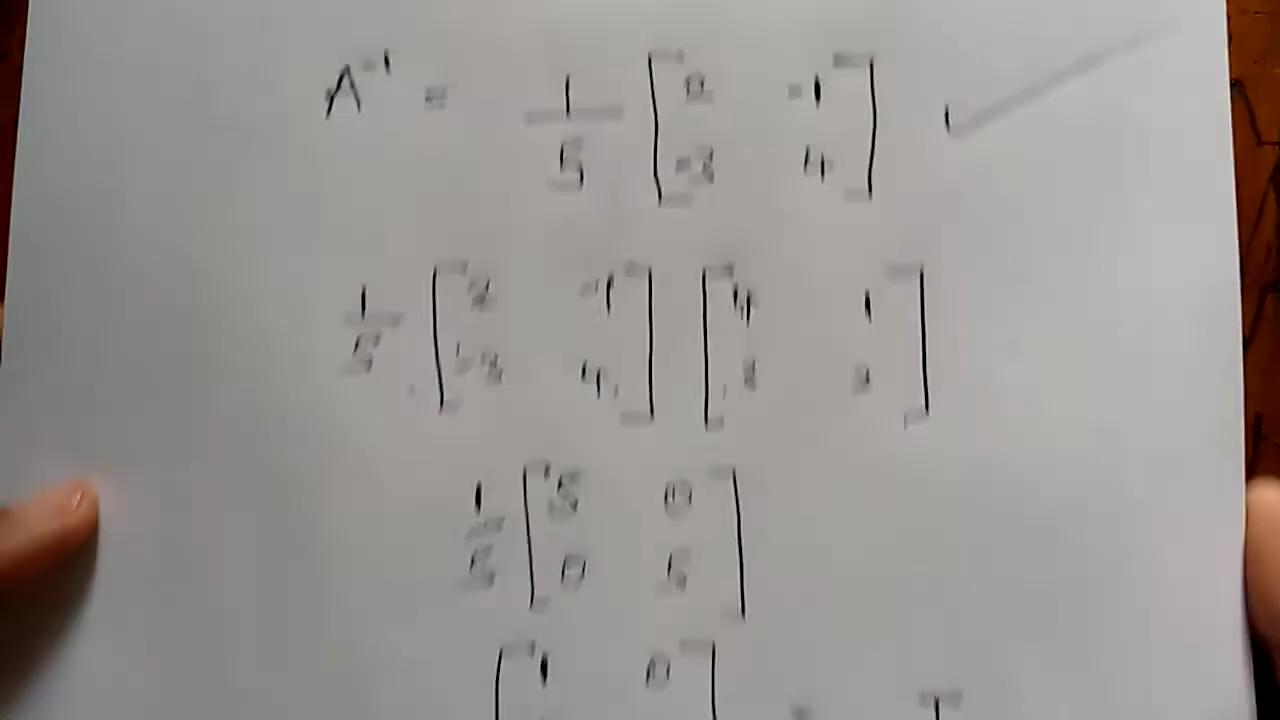 A⁻¹ = 1/5 [2 -1; -3 4] ✓
1/5 [2 -1; -3 4] [4 1; 3 2]
1/5 [5 0; 0 5]
[1 0